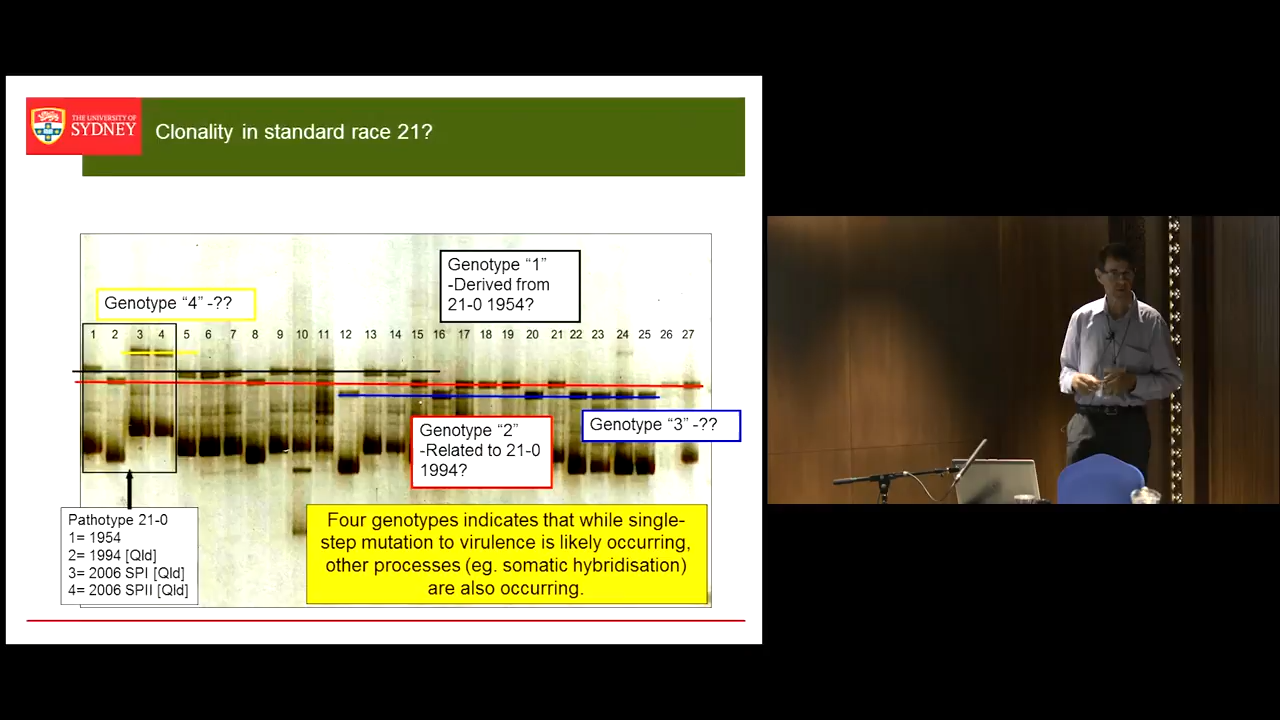 THE UNIVERSITY OF
SYDNEY
Clonality in standard race 21?
Genotype “1”
-Derived from
21-0 1954?
Genotype “4” -??
1 2 3 4 5 6 7 8 9 10 11 12 13 14 15 16 17 18 19 20 21 22 23 24 25 26 27
Genotype “3” -??
Genotype “2”
-Related to 21-0
1994?
Pathotype 21-0
1= 1954
2= 1994 [Qld]
3= 2006 SPI [Qld]
4= 2006 SPII [Qld]
Four genotypes indicates that while single-
step mutation to virulence is likely occurring,
other processes (eg. somatic hybridisation)
are also occurring.